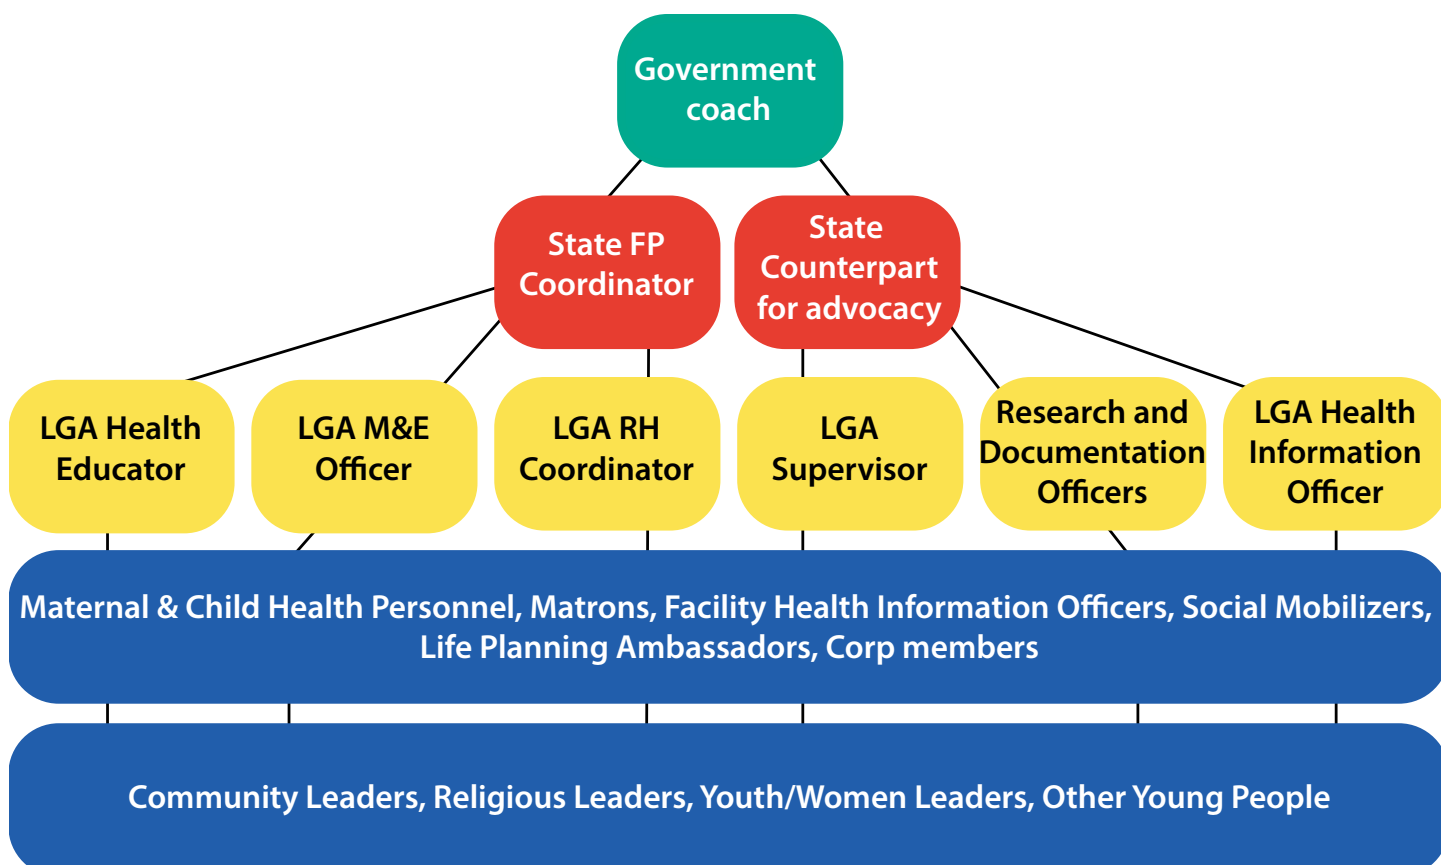 Government
coach
State FP
Coordinator
State
Counterpart
for advocacy
LGA Health
Educator
LGA M&E
Officer
LGA RH
Coordinator
LGA
Supervisor
Research and
Documentation
Officers
LGA Health
Information
Officer
Maternal & Child Health Personnel, Matrons, Facility Health Information Officers, Social Mobilizers,
Life Planning Ambassadors, Corp members
Community Leaders, Religious Leaders, Youth/Women Leaders, Other Young People